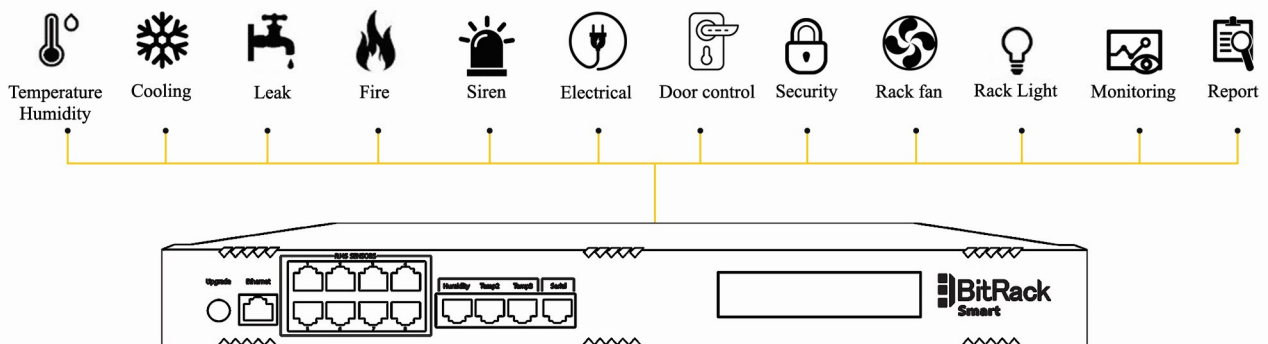 Temperature
Humidity
Cooling
Leak
Fire
Siren
Electrical
Door control
Security
Rack fan
Rack Light
Monitoring
Report
RMS SENSORS
Upgrade
Ethernet
Humidity
Temp2
Temp3
Serial
BitRack
Smart